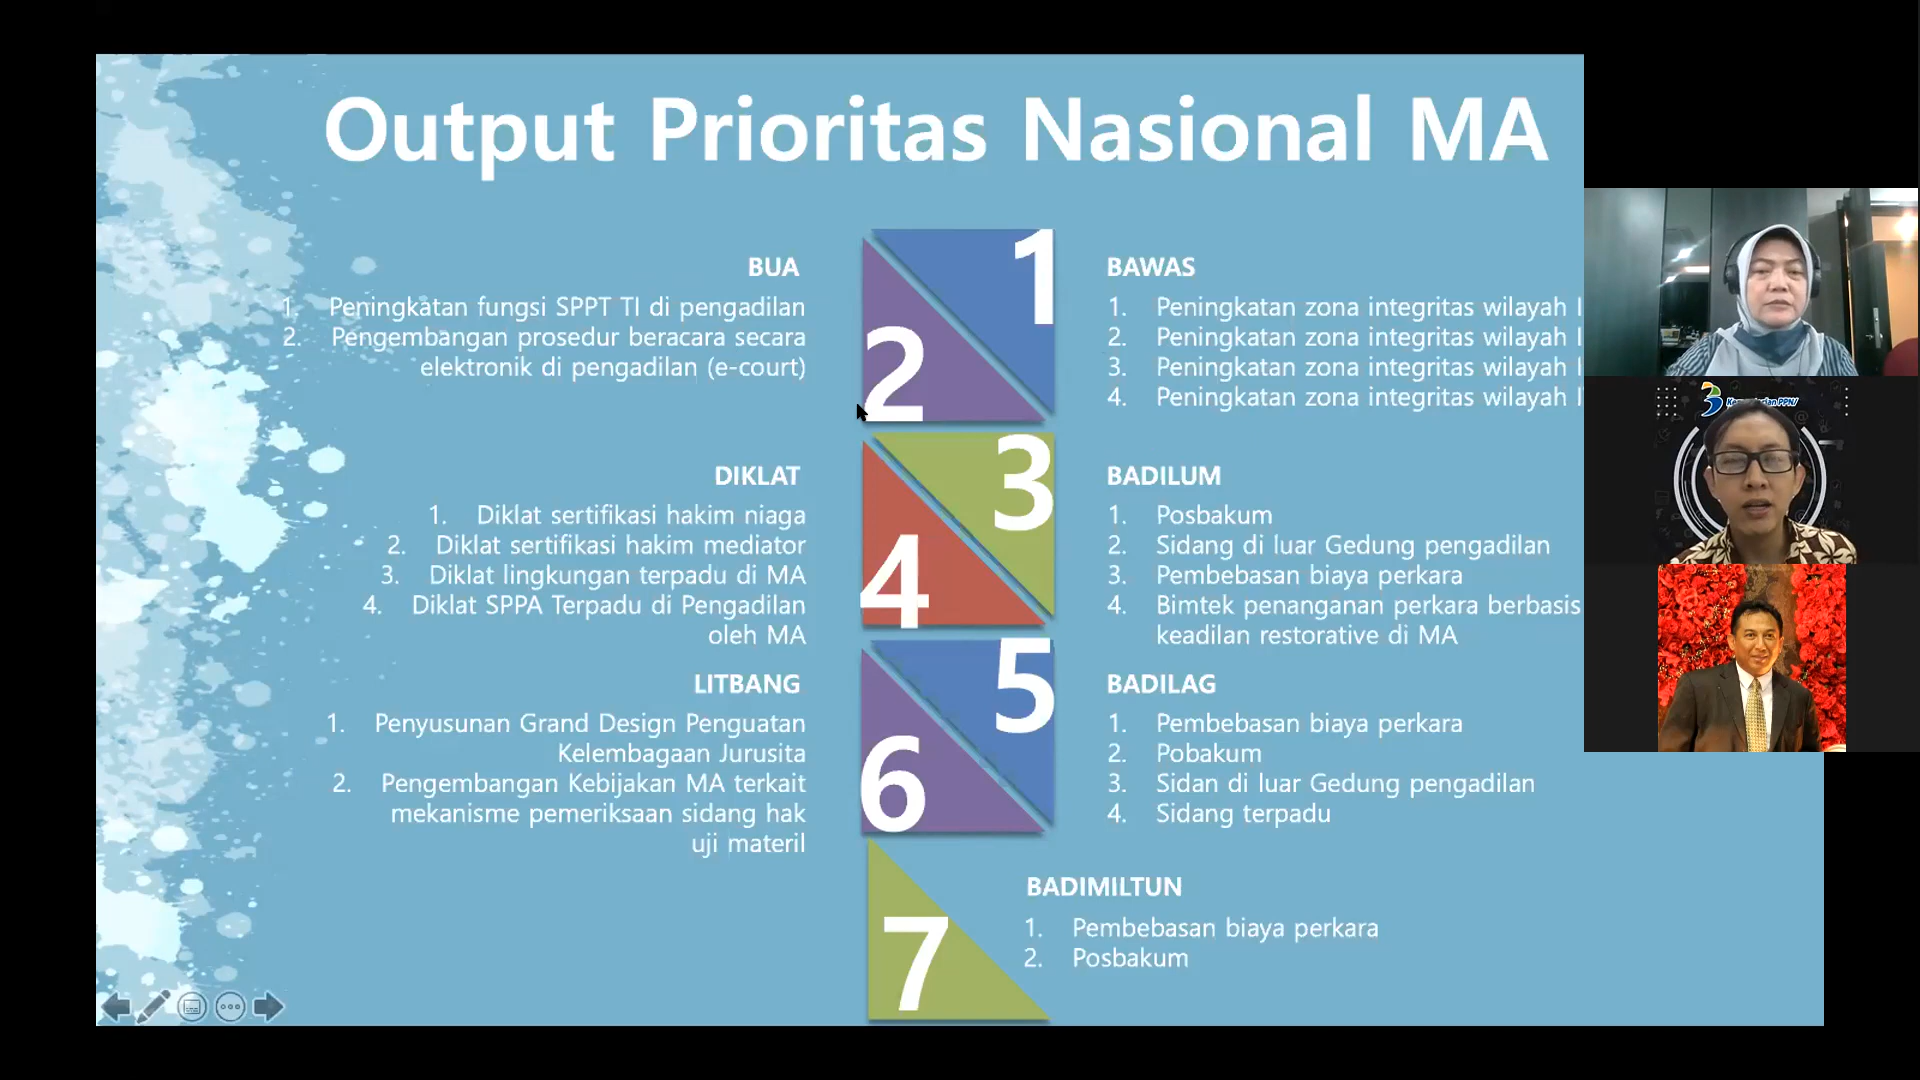 Output Prioritas Nasional MA
1
BAWAS
1. Peningkatan zona integritas wilayah I
2. Peningkatan zona integritas wilayah
3. Peningkatan zona integritas wilayah
4. Peningkatan zona integritas wilayah
2
BUA
1. Peningkatan fungsi SPPT TI di pengadilan
2. Pengembangan prosedur beracara secara
elektronik di pengadilan (e-court)
3
BADILUM
1. Posbakum
2. Sidang di luar Gedung pengadilan
3. Pembebasan biaya perkara
4. Bimtek penanganan perkara berbasis
keadilan restorative di MA
4
DIKLAT
1. Diklat sertifikasi hakim niaga
2. Diklat sertifikasi hakim mediator
3. Diklat lingkungan terpadu di MA
4. Diklat SPPA Terpadu di Pengadilan
oleh MA
5
BADILAG
1. Pembebasan biaya perkara
2. Pobakum
3. Sidan di luar Gedung pengadilan
4. Sidang terpadu
6
LITBANG
1. Penyusunan Grand Design Penguatan
Kelembagaan Jurusita
2. Pengembangan Kebijakan MA terkait
mekanisme pemeriksaan sidang hak
uji materil
7
BADIMILTUN
1. Pembebasan biaya perkara
2. Posbakum
PPN/